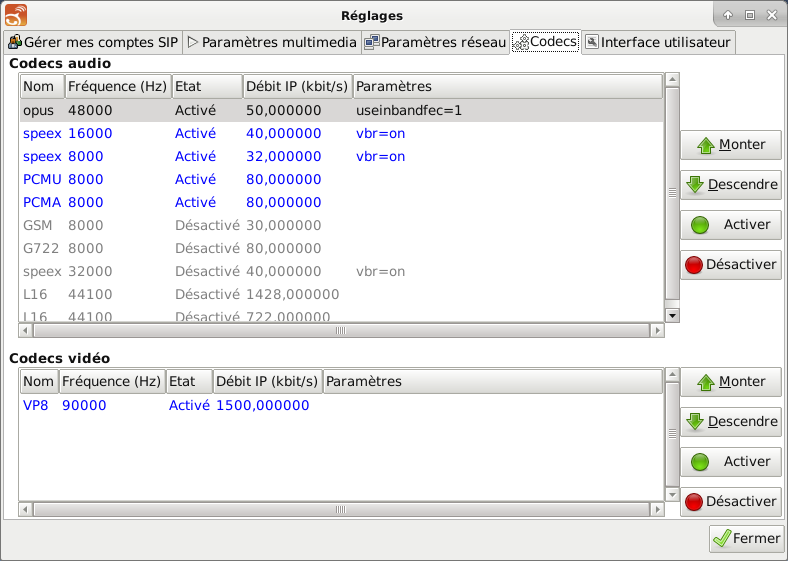 Réglages
Gérer mes comptes SIP Paramètres multimedia Paramètres réseau Codecs Interface utilisateur
Codecs audio
Nom Fréquence (Hz) Etat Débit IP (kbit/s) Paramètres
opus 48000 Activé 50,000000 useinbandfec=1
speex 16000 Activé 40,000000 vbr=on
speex 8000 Activé 32,000000 vbr=on
PCMU 8000 Activé 80,000000
PCMA 8000 Activé 80,000000
GSM 8000 Désactivé 30,000000
G722 8000 Désactivé 80,000000
speex 32000 Désactivé 40,000000 vbr=on
L16 44100 Désactivé 1428,000000
L16 44100 Désactivé 722,000000
Monter
Descendre
Activer
Désactiver
Codecs vidéo
Nom Fréquence (Hz) Etat Débit IP (kbit/s) Paramètres
VP8 90000 Activé 1500,000000
Monter
Descendre
Activer
Désactiver
Fermer